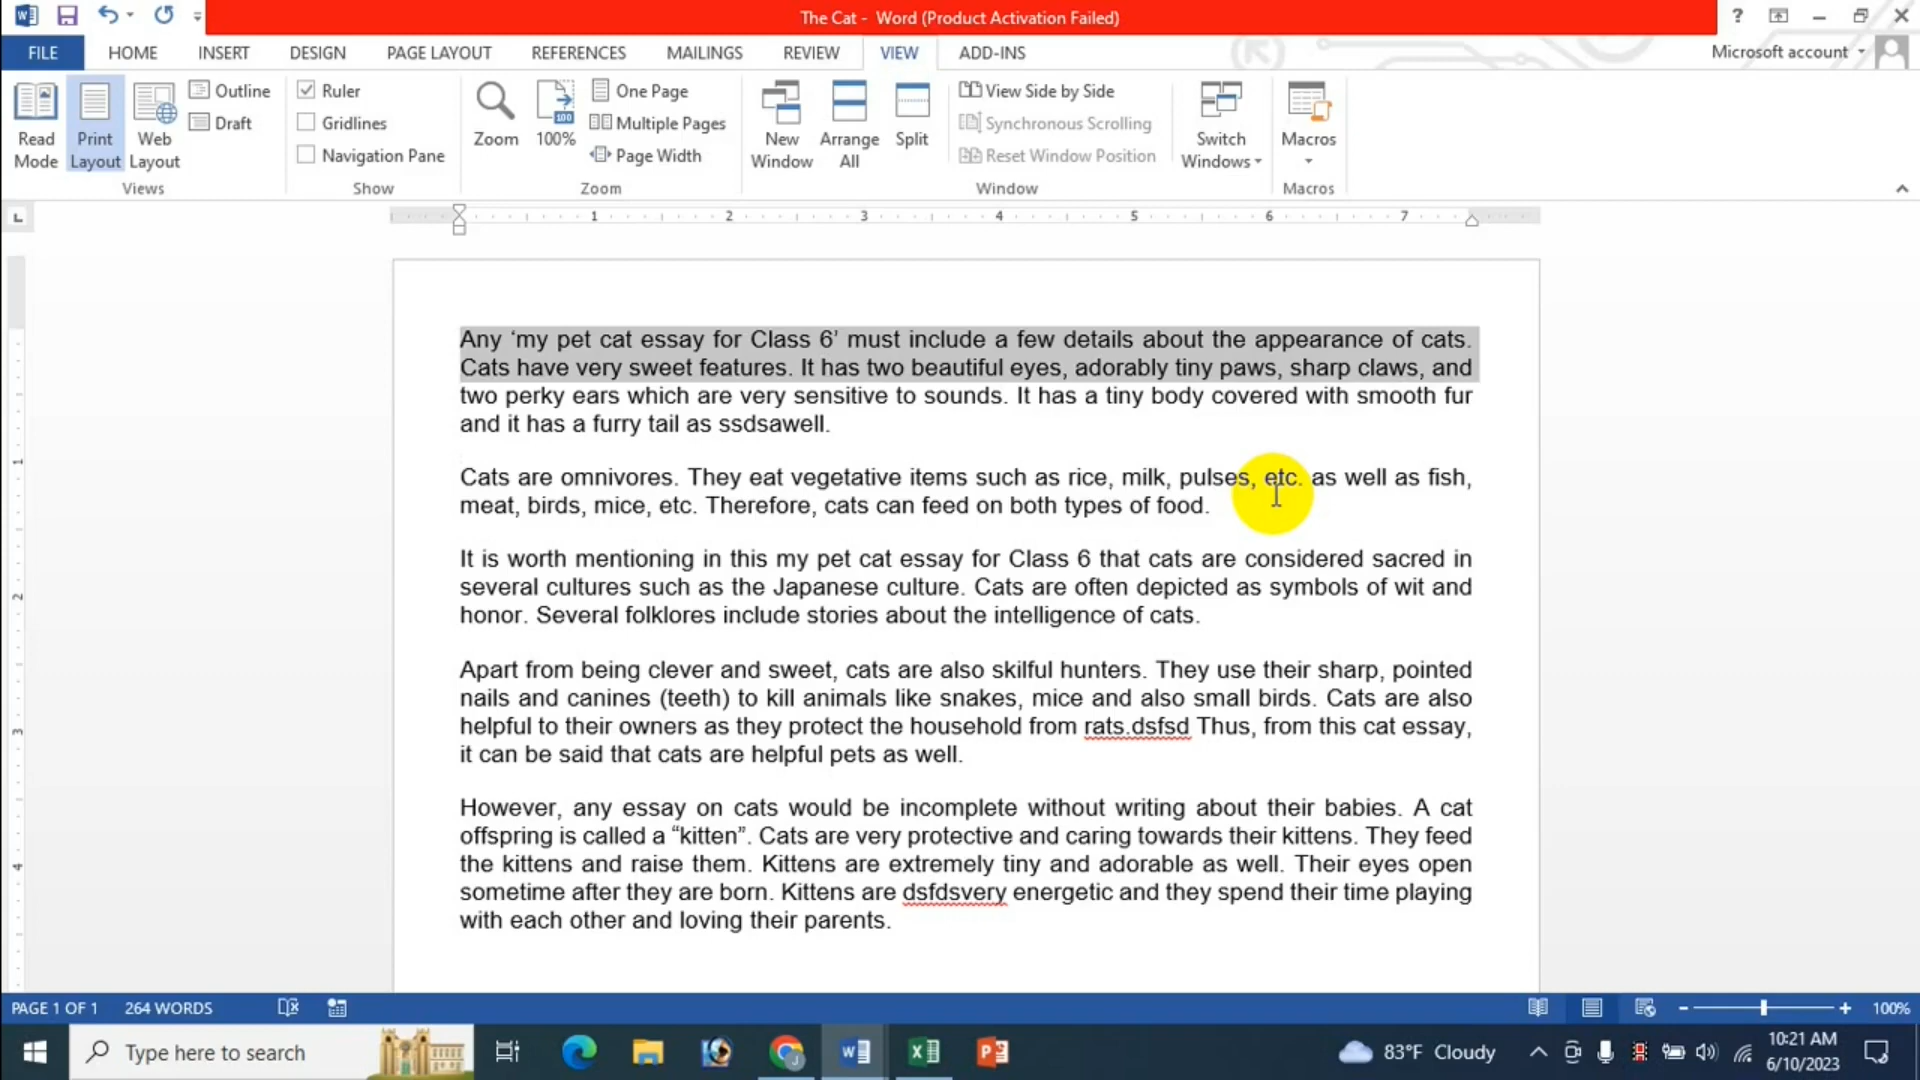 The Cat - Word (Product Activation Failed)
?
FILE HOME INSERT DESIGN PAGE LAYOUT REFERENCES MAILINGS REVIEW VIEW ADD-INS Microsoft account
Read Mode
Print Layout
Web Layout
Outline
Draft
Views
Ruler
Gridlines
Navigation Pane
Show
Zoom
100
100%
One Page
Multiple Pages
Page Width
Zoom
New Window
Arrange All
Split
View Side by Side
Synchronous Scrolling
Reset Window Position
Window
Switch Windows
Macros
Macros
1 2 3 4 5 6 7
Any ‘my pet cat essay for Class 6’ must include a few details about the appearance of cats.
Cats have very sweet features. It has two beautiful eyes, adorably tiny paws, sharp claws, and
two perky ears which are very sensitive to sounds. It has a tiny body covered with smooth fur
and it has a furry tail as ssdsawell.
Cats are omnivores. They eat vegetative items such as rice, milk, pulses, etc. as well as fish,
meat, birds, mice, etc. Therefore, cats can feed on both types of food.
It is worth mentioning in this my pet cat essay for Class 6 that cats are considered sacred in
several cultures such as the Japanese culture. Cats are often depicted as symbols of wit and
honor. Several folklores include stories about the intelligence of cats.
Apart from being clever and sweet, cats are also skilful hunters. They use their sharp, pointed
nails and canines (teeth) to kill animals like snakes, mice and also small birds. Cats are also
helpful to their owners as they protect the household from rats.dsfsd Thus, from this cat essay,
it can be said that cats are helpful pets as well.
However, any essay on cats would be incomplete without writing about their babies. A cat
offspring is called a “kitten”. Cats are very protective and caring towards their kittens. They feed
the kittens and raise them. Kittens are extremely tiny and adorable as well. Their eyes open
sometime after they are born. Kittens are dsfdsvery energetic and they spend their time playing
with each other and loving their parents.
1
2
3
4
PAGE 1 OF 1 264 WORDS 100%
Type here to search
83°F Cloudy
10:21 AM
6/10/2023